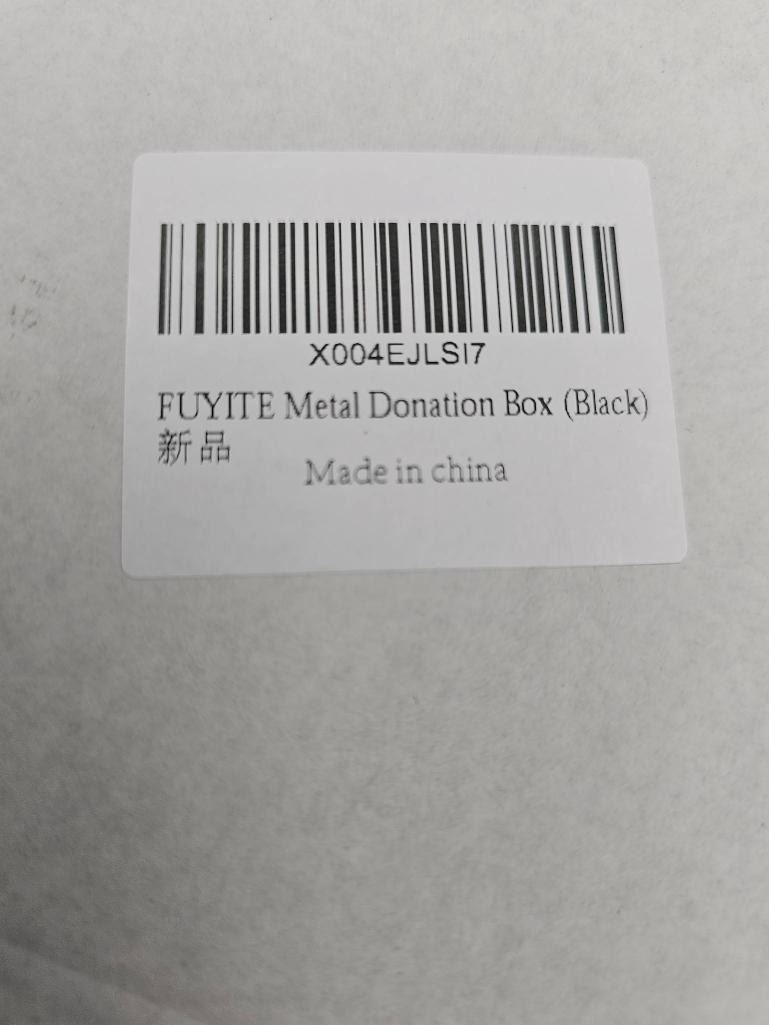 X004EJLSI7
FUYITE Metal Donation Box (Black)
新品
Made in china